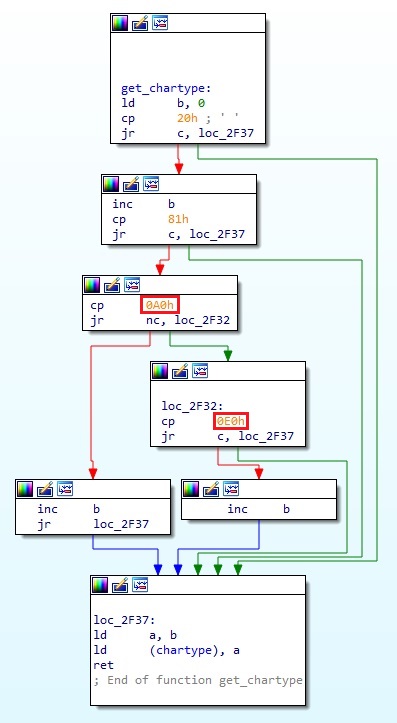 get_chartype:
ld b, 0
cp 20h ; ' '
jr c, loc_2F37
inc b
cp 81h
jr c, loc_2F37
cp 0A0h
jr nc, loc_2F32
loc_2F32:
cp 0E0h
jr c, loc_2F37
inc b
jr loc_2F37
inc b
loc_2F37:
ld a, b
ld (chartype), a
ret
; End of function get_chartype